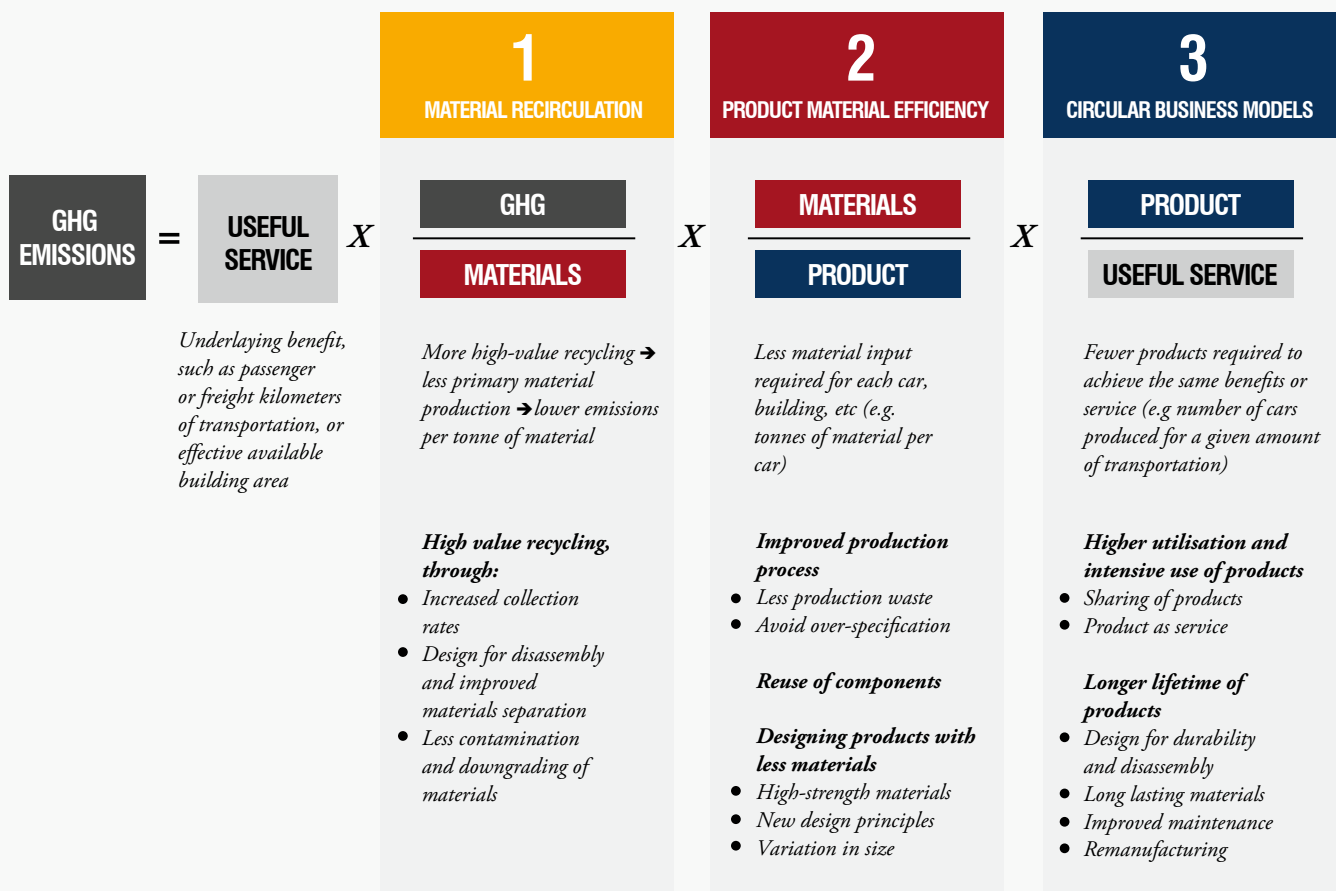 1
MATERIAL RECIRCULATION
2
PRODUCT MATERIAL EFFICIENCY
3
CIRCULAR BUSINESS MODELS
GHG
EMISSIONS
=
USEFUL
SERVICE
X
GHG
MATERIALS
X
MATERIALS
PRODUCT
X
PRODUCT
USEFUL SERVICE
Underlaying benefit,
such as passenger
or freight kilometers
of transportation, or
effective available
building area
More high-value recycling ➔
less primary material
production ➔ lower emissions
per tonne of material
High value recycling,
through:
● Increased collection
rates
● Design for disassembly
and improved
materials separation
● Less contamination
and downgrading of
materials
Less material input
required for each car,
building, etc (e.g.
tonnes of material per
car)
Improved production
process
● Less production waste
● Avoid over-specification
Reuse of components
Designing products with
less materials
● High-strength materials
● New design principles
● Variation in size
Fewer products required to
achieve the same benefits or
service (e.g number of cars
produced for a given amount
of transportation)
Higher utilisation and
intensive use of products
● Sharing of products
● Product as service
Longer lifetime of
products
● Design for durability
and disassembly
● Long lasting materials
● Improved maintenance
● Remanufacturing